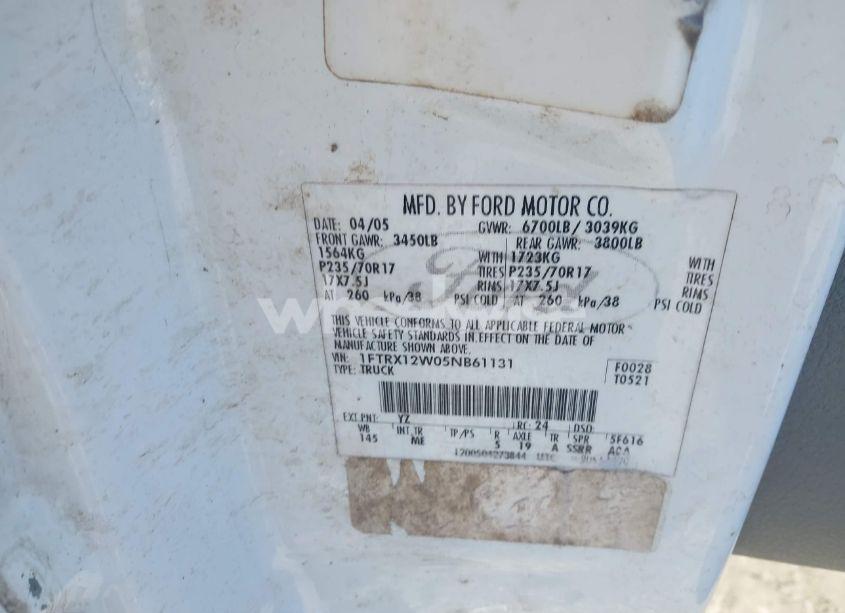 MFD. BY FORD MOTOR CO.
DATE: 04/05 GVWR: 6700LB / 3039KG
FRONT GAWR: 3450LB REAR GAWR: 3800LB
1564KG WITH 1723KG WITH
P235/70R17 TIRES P235/70R17 TIRES
17X7.5J RIMS 17X7.5J RIMS
AT 260 kPa/38 PSI COLD AT 260 kPa/38 PSI COLD
THIS VEHICLE CONFORMS TO ALL APPLICABLE FEDERAL MOTOR
VEHICLE SAFETY STANDARDS IN EFFECT ON THE DATE OF
MANUFACTURE SHOWN ABOVE.
VIN: 1FTRX12W05NB61131 F0028
TYPE: TRUCK T0521
EXT PNT: YZ RC: 24 DSO:
WB INT TR TP/PS R AXLE TR SPR 5F616
145 ME 5 19 A SSRR ACA
1200504273844